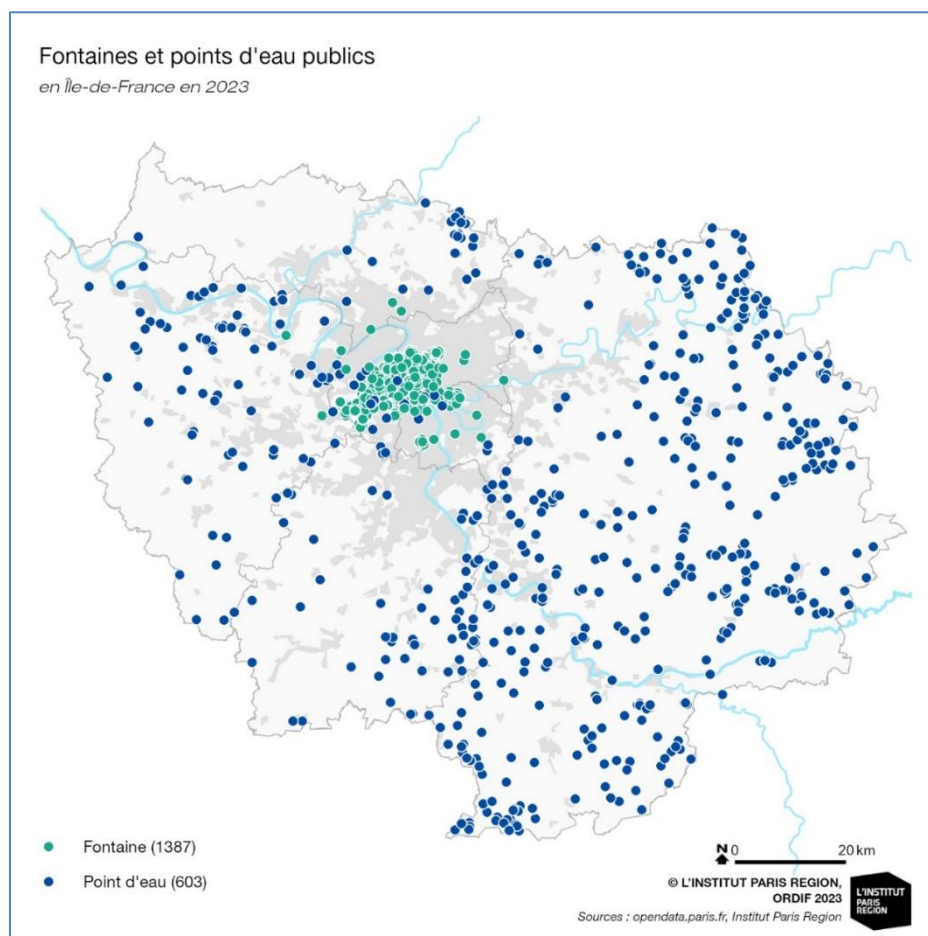 Fontaines et points d'eau publics
en Île-de-France en 2023
Fontaine (1387)
Point d'eau (603)
N 0 20 km
© L'INSTITUT PARIS REGION,
ORDIF 2023
Sources : opendata.paris.fr, Institut Paris Region
L'INSTITUT
PARIS
REGION